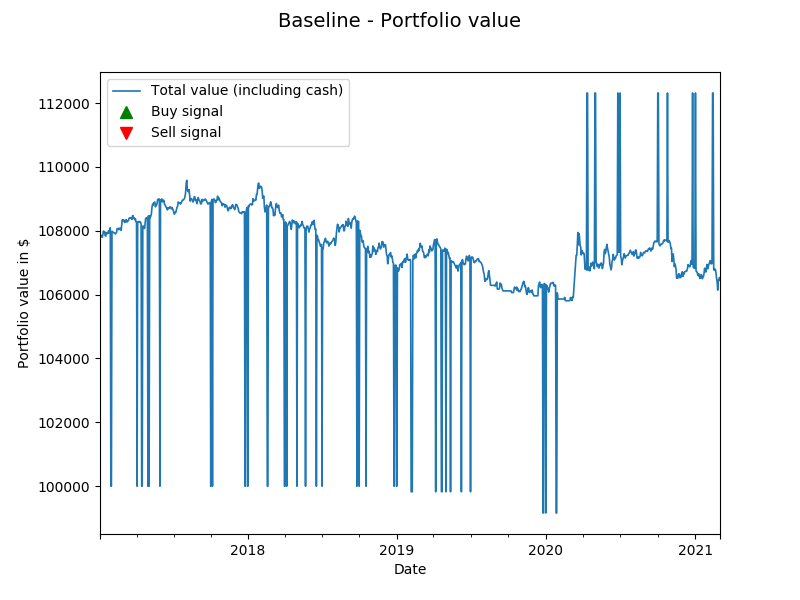 Baseline - Portfolio value
Total value (including cash)
Buy signal
Sell signal
112000
110000
108000
106000
104000
102000
100000
Portfolio value in $
2018
2019
2020
2021
Date